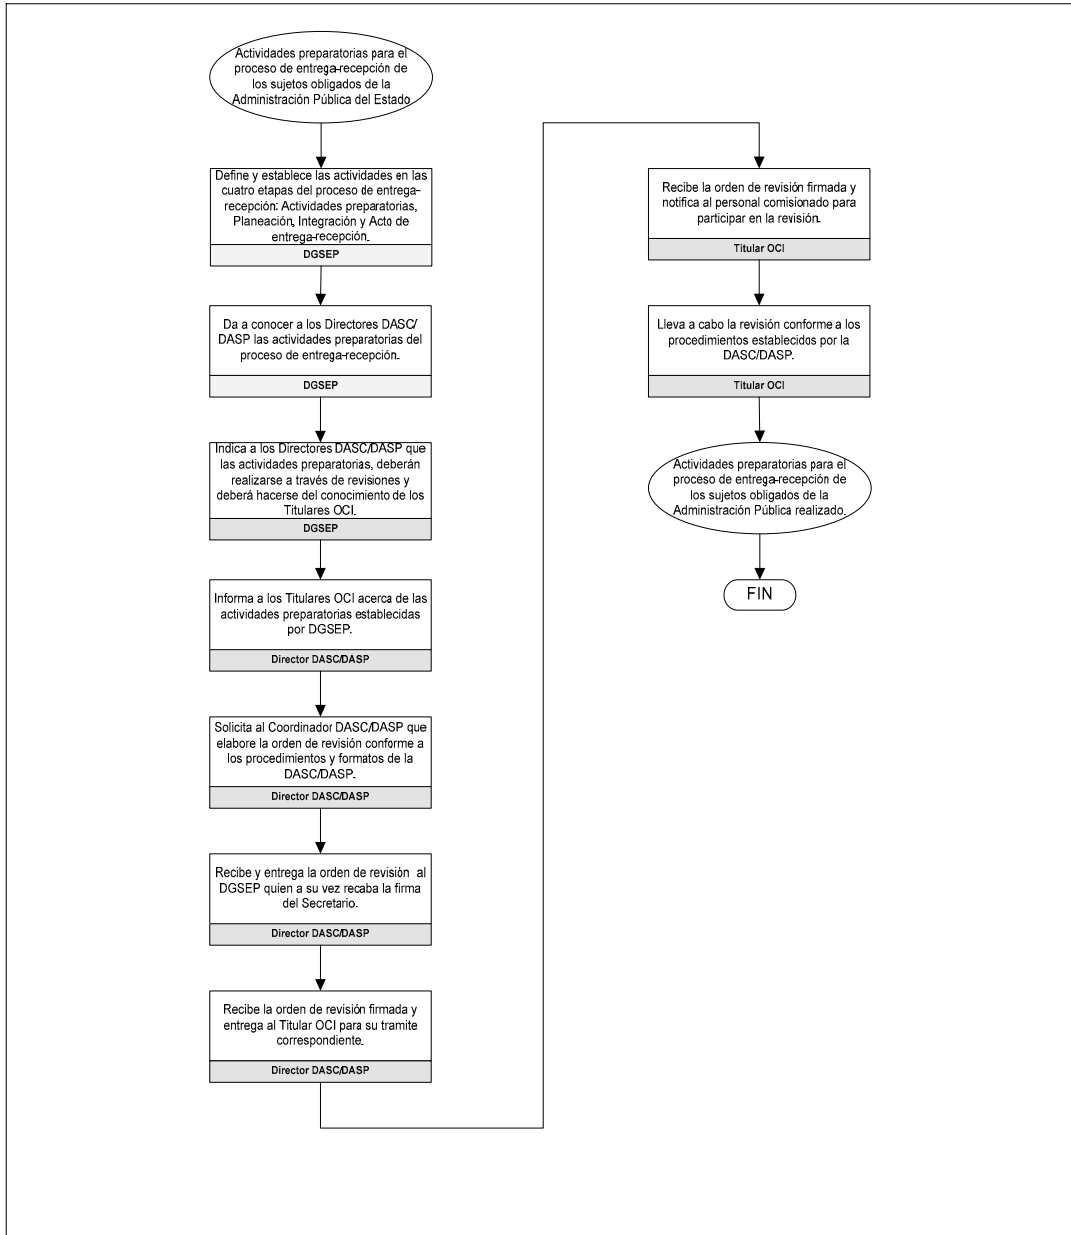 Actividades preparatorias para el
proceso de entrega-recepción de
los sujetos obligados de la
Administración Pública del Estado
Define y establece las actividades en las
cuatro etapas del proceso de entrega-
recepción: Actividades preparatorias,
Planeación, Integración y Acto de
entrega-recepción.
DGSEP
Da a conocer a los Directores DASC/
DASP las actividades preparatorias del
proceso de entrega-recepción.
DGSEP
Indica a los Directores DASC/DASP que
las actividades preparatorias, deberán
realizarse a través de revisiones y
deberá hacerse del conocimiento de los
Titulares OCI.
DGSEP
Informa a los Titulares OCI acerca de las
actividades preparatorias establecidas
por DGSEP.
Director DASC/DASP
Solicita al Coordinador DASC/DASP que
elabore la orden de revisión conforme a
los procedimientos y formatos de la
DASC/DASP.
Director DASC/DASP
Recibe y entrega la orden de revisión al
DGSEP quien a su vez recaba la firma
del Secretario.
Director DASC/DASP
Recibe la orden de revisión firmada y
entrega al Titular OCI para su tramite
correspondiente.
Director DASC/DASP
Recibe la orden de revisión firmada y
notifica al personal comisionado para
participar en la revisión.
Titular OCI
Lleva a cabo la revisión conforme a los
procedimientos establecidos por la
DASC/DASP.
Titular OCI
Actividades preparatorias para el
proceso de entrega-recepción de
los sujetos obligados de la
Administración Pública realizado.
FIN